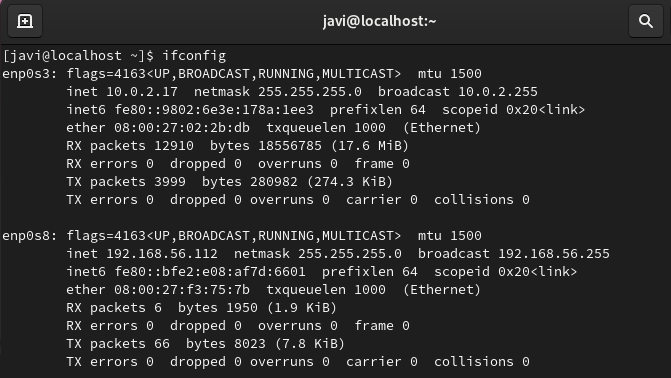 javi@localhost:~
[javi@localhost ~]$ ifconfig
enp0s3: flags=4163<UP,BROADCAST,RUNNING,MULTICAST>  mtu 1500
        inet 10.0.2.17  netmask 255.255.255.0  broadcast 10.0.2.255
        inet6 fe80::9802:6e3e:178a:1ee3  prefixlen 64  scopeid 0x20<link>
        ether 08:00:27:02:2b:db  txqueuelen 1000  (Ethernet)
        RX packets 12910  bytes 18556785 (17.6 MiB)
        RX errors 0  dropped 0  overruns 0  frame 0
        TX packets 3999  bytes 280982 (274.3 KiB)
        TX errors 0  dropped 0 overruns 0  carrier 0  collisions 0
enp0s8: flags=4163<UP,BROADCAST,RUNNING,MULTICAST>  mtu 1500
        inet 192.168.56.112  netmask 255.255.255.0  broadcast 192.168.56.255
        inet6 fe80::bfe2:e08:af7d:6601  prefixlen 64  scopeid 0x20<link>
        ether 08:00:27:f3:75:7b  txqueuelen 1000  (Ethernet)
        RX packets 6  bytes 1950 (1.9 KiB)
        RX errors 0  dropped 0  overruns 0  frame 0
        TX packets 66  bytes 8023 (7.8 KiB)
        TX errors 0  dropped 0 overruns 0  carrier 0  collisions 0